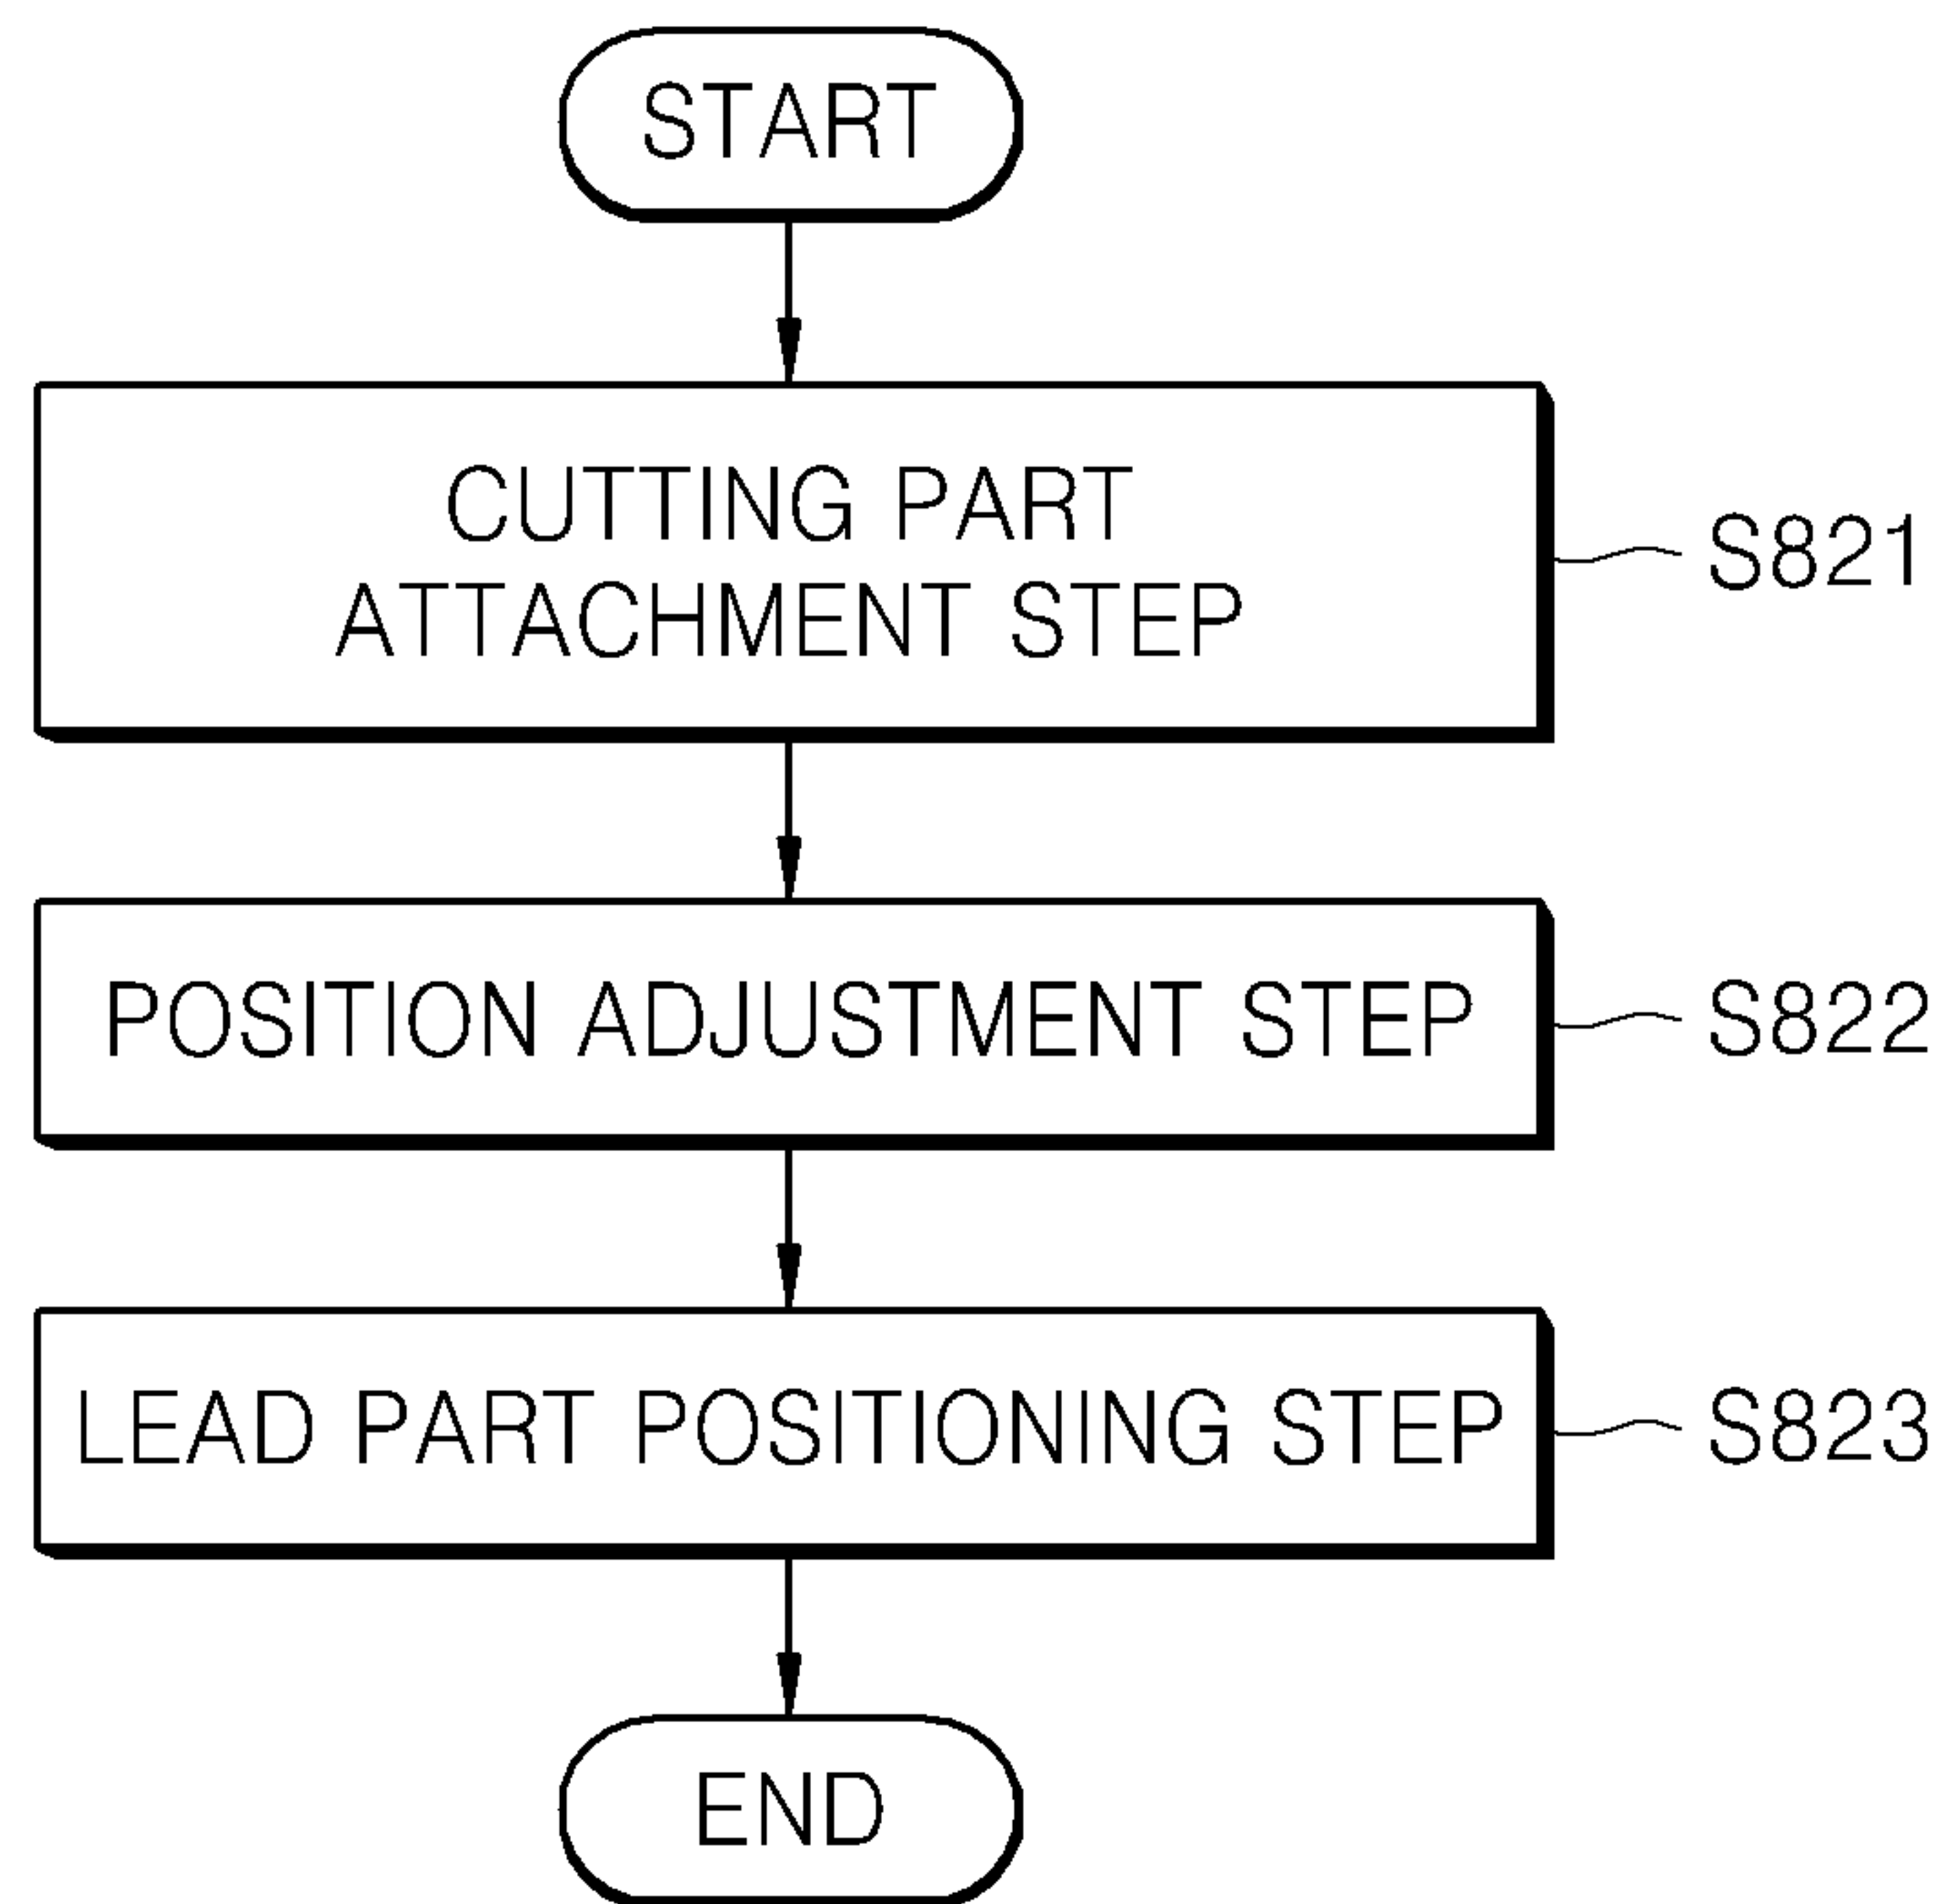 START
CUTTING PART
ATTACHMENT STEP
S821
POSITION ADJUSTMENT STEP
S822
LEAD PART POSITIONING STEP
S823
END